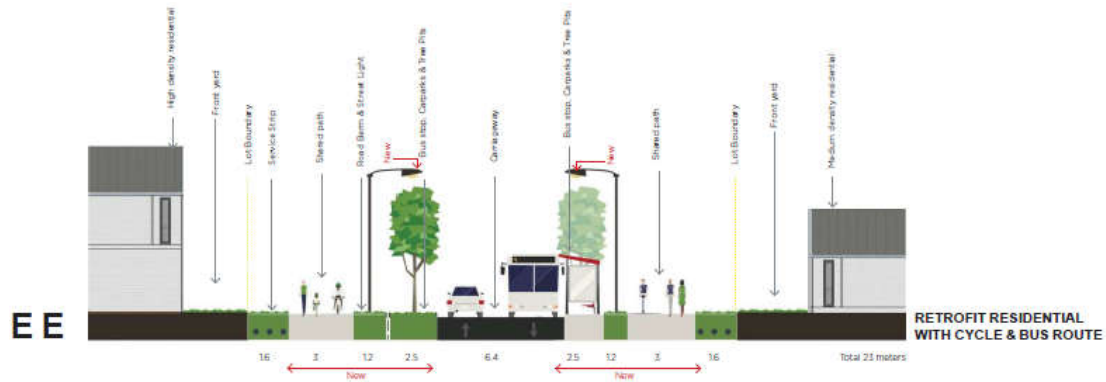 High density residential
Front yard
Lot Boundary
Service Strip
Shared path
Road Berm & Street Light
New
Bus stop, Carparks & Tree Pits
Carriageway
Bus stop, Carparks & Tree Pits
New
Shared path
Lot Boundary
Front yard
Medium density residential
E E
RETROFIT RESIDENTIAL
WITH CYCLE & BUS ROUTE
1.6 3 1.2 2.5 6.4 2.5 1.2 3 1.6 Total 23 meters
New New